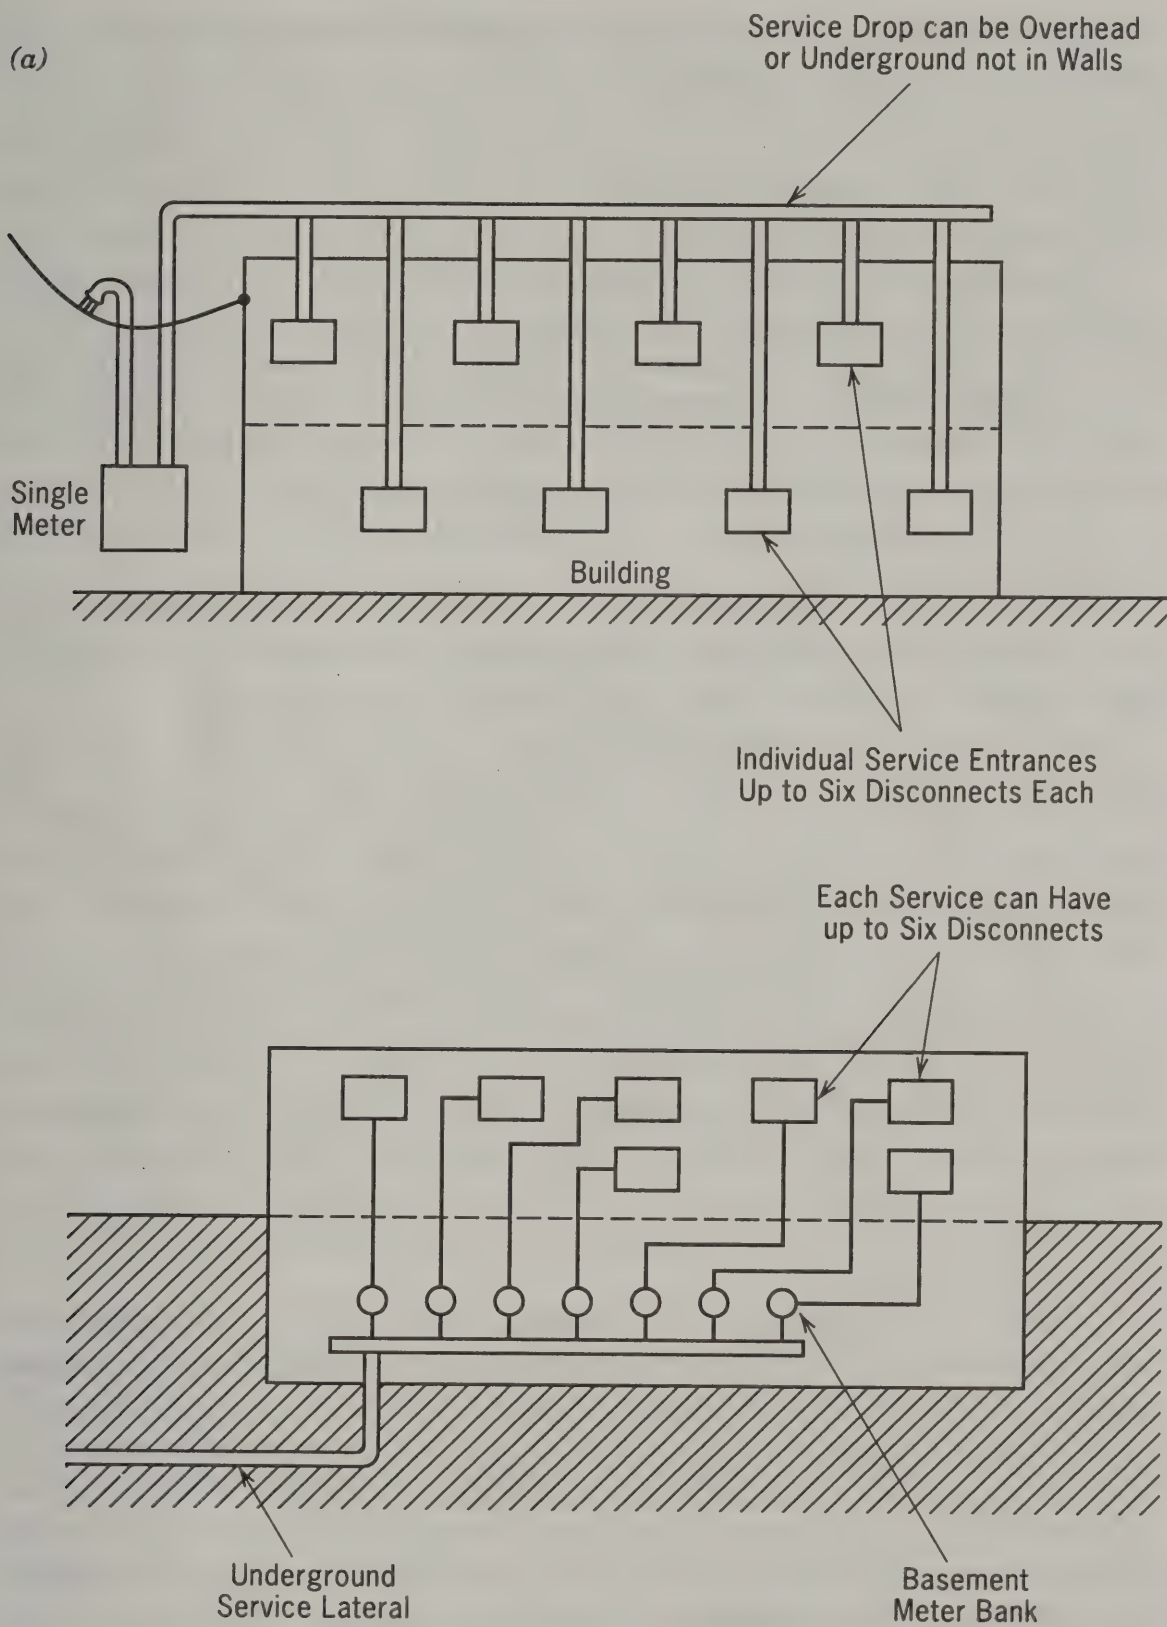 (a)
Service Drop can be Overhead
or Underground not in Walls
Single
Meter
Building
Individual Service Entrances
Up to Six Disconnects Each
Each Service can Have
up to Six Disconnects
Underground
Service Lateral
Basement
Meter Bank